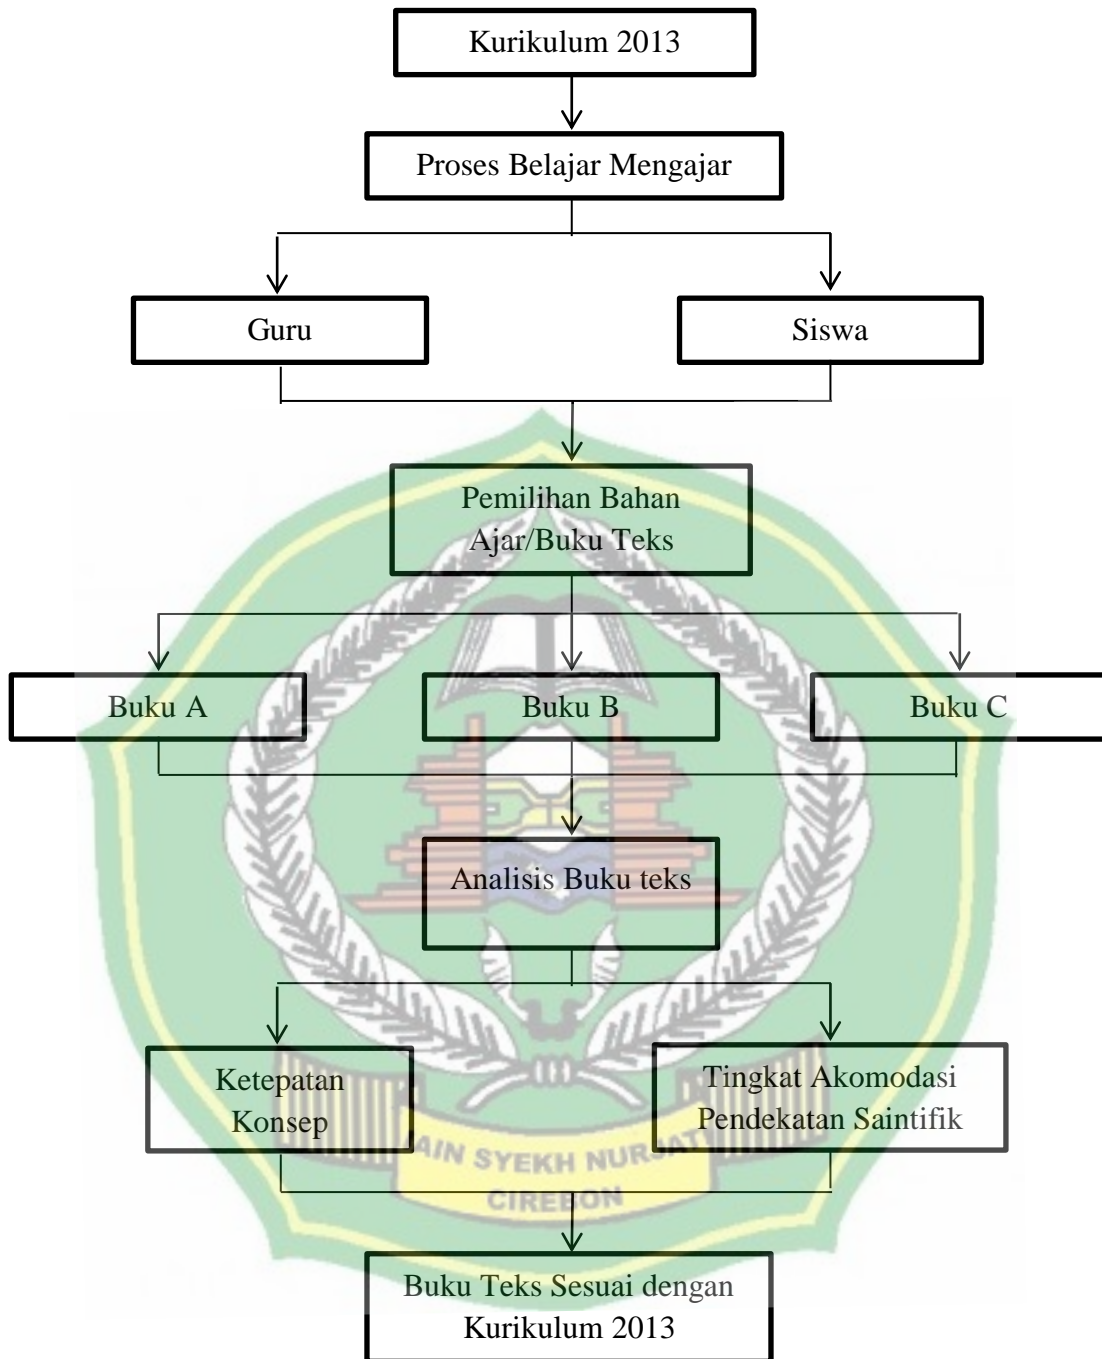 Kurikulum 2013
Proses Belajar Mengajar
Guru
Siswa
Pemilihan Bahan
Ajar/Buku Teks
Buku A
Buku B
Buku C
Analisis Buku teks
Ketepatan
Konsep
Tingkat Akomodasi
Pendekatan Saintifik
IAIN SYEKH NURJATI
CIREBON
Buku Teks Sesuai dengan
Kurikulum 2013